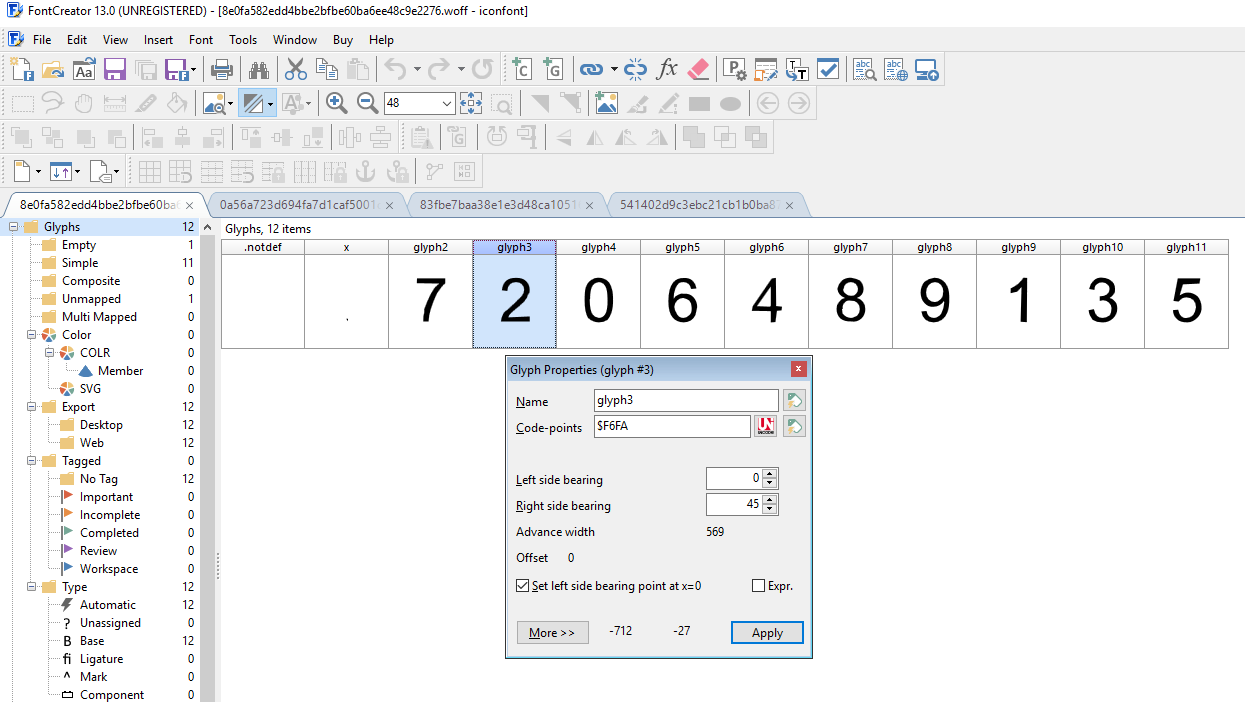 FontCreator 13.0 (UNREGISTERED) - [8e0fa582edd4bbe2bfbe60ba6ee48c9e2276.woff - iconfont]
File Edit View Insert Font Tools Window Buy Help
48
8e0fa582edd4bbe2bfbe60ba 0a56a723d694fa7d1caf5001 83fbe7baa38e1e3d48ca1051 541402d9c3ebc21cb1b0ba8
Glyphs 12
Empty 1
Simple 11
Composite 0
Unmapped 1
Multi Mapped 0
Color 0
COLR 0
Member 0
SVG 0
Export 12
Desktop 12
Web 12
Tagged 0
No Tag 12
Important 0
Incomplete 0
Completed 0
Review 0
Workspace 0
Type 12
Automatic 12
? Unassigned 0
B Base 12
fi Ligature 0
^ Mark 0
Component 0
Glyphs, 12 items
.notdef x glyph2 glyph3 glyph4 glyph5 glyph6 glyph7 glyph8 glyph9 glyph10 glyph11
7 2 0 6 4 8 9 1 3 5
Glyph Properties (glyph #3)
Name glyph3
Code-points $F6FA
Left side bearing 0
Right side bearing 45
Advance width 569
Offset 0
Set left side bearing point at x=0 Expr.
More >> -712 -27 Apply